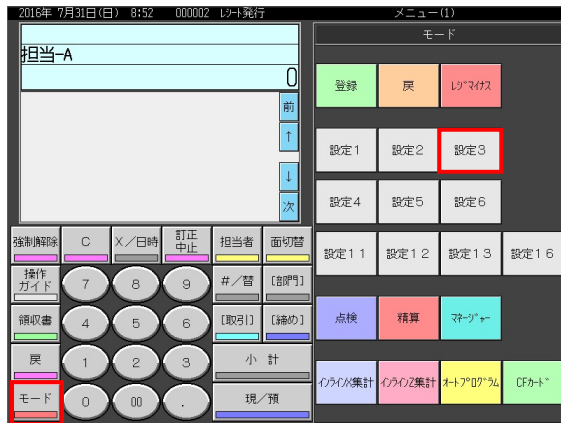 2016年 7月31日(日) 8:52 000002 ﾚｼｰﾄ発行 メニュー(1)
モード
担当-A
0
登録 戻 ﾚｼﾞﾏｲﾅｽ
前
↑
↓
次
設定1 設定2 設定3
設定4 設定5 設定6
設定11 設定12 設定13 設定16
点検 精算 ﾏﾈｰｼﾞｬｰ
ｲﾝﾗｲﾝX集計 ｲﾝﾗｲﾝZ集計 ｵｰﾄﾌﾟﾛｸﾞﾗﾑ CFｶｰﾄﾞ
強制解除 C X/日時 訂正
中止 担当者 面切替
操作
ガイド 7 8 9 #/替 [部門]
領収書 4 5 6 [取引] [締め]
戻 1 2 3 小計
モード 0 00 . 現/預